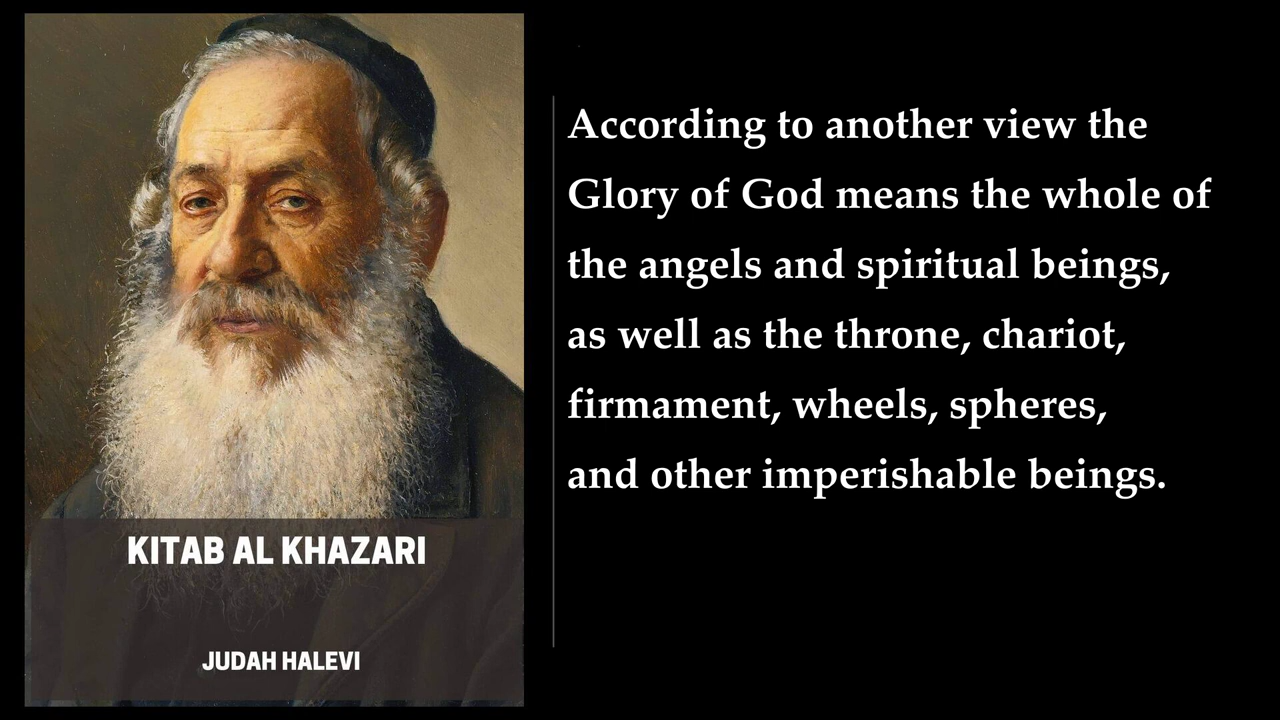 KITAB AL KHAZARI
JUDAH HALEVI
According to another view the
Glory of God means the whole of
the angels and spiritual beings,
as well as the throne, chariot,
firmament, wheels, spheres,
and other imperishable beings.